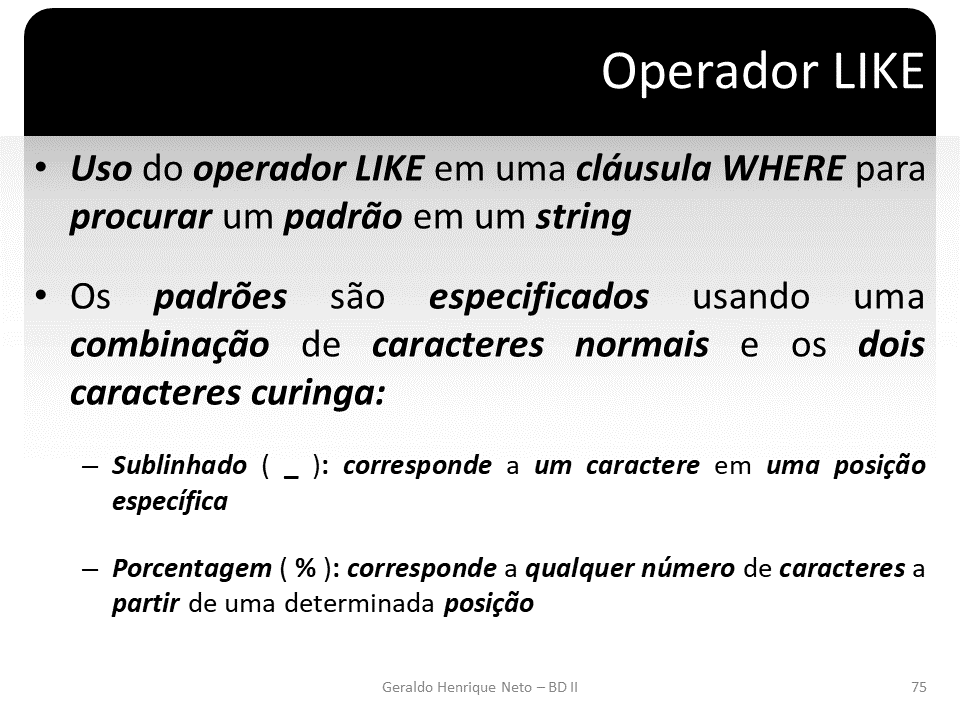 Operador LIKE
• Uso do operador LIKE em uma cláusula WHERE para
procurar um padrão em um string
• Os padrões são especificados usando uma
combinação de caracteres normais e os dois
caracteres curinga:
– Sublinhado ( _ ): corresponde a um caractere em uma posição
específica
– Porcentagem ( % ): corresponde a qualquer número de caracteres a
partir de uma determinada posição
Geraldo Henrique Neto – BD II
75